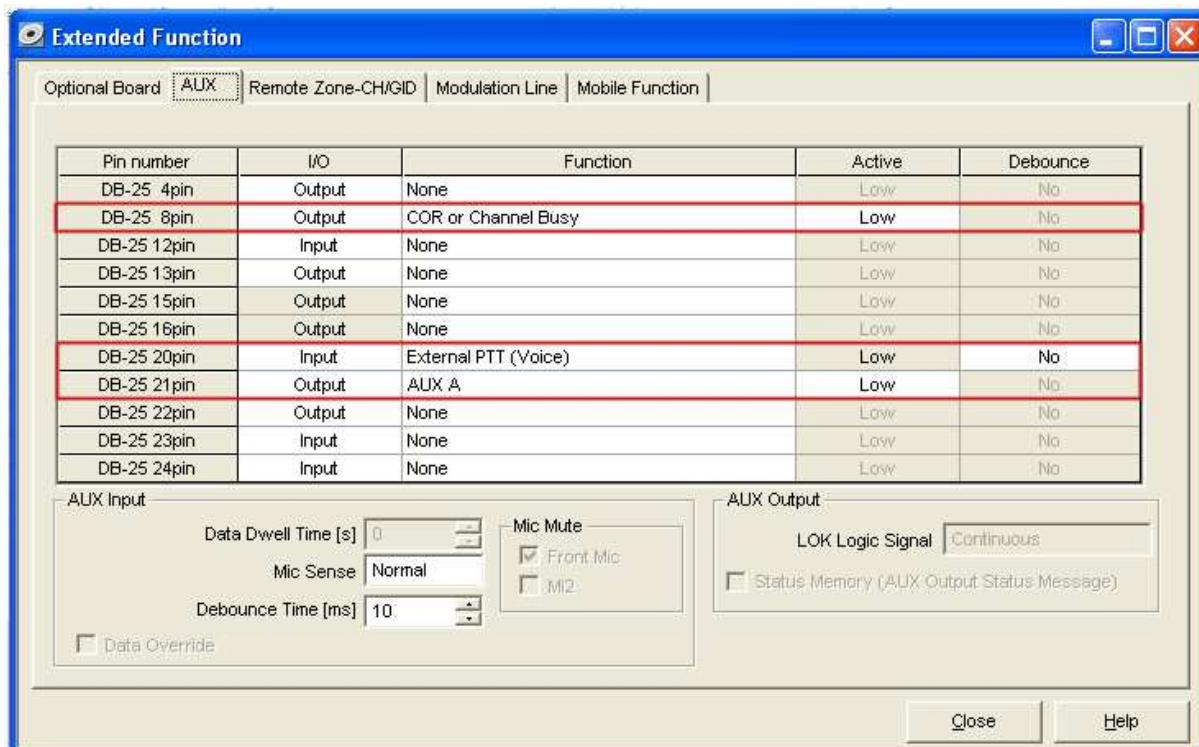 Extended Function
Optional Board AUX Remote Zone-CH/GID Modulation Line Mobile Function
Pin number I/O Function Active Debounce
DB-25 4pin Output None Low No
DB-25 8pin Output COR or Channel Busy Low No
DB-25 12pin Input None Low No
DB-25 13pin Output None Low No
DB-25 15pin Output None Low No
DB-25 16pin Output None Low No
DB-25 20pin Input External PTT (Voice) Low No
DB-25 21pin Output AUX A Low No
DB-25 22pin Output None Low No
DB-25 23pin Input None Low No
DB-25 24pin Input None Low No
AUX Input
Data Dwell Time [s] 0
Mic Sense Normal
Debounce Time [ms] 10
Data Override
Mic Mute
Front Mic
MI2
AUX Output
LOK Logic Signal Continuous
Status Memory (AUX Output Status Message)
Close Help